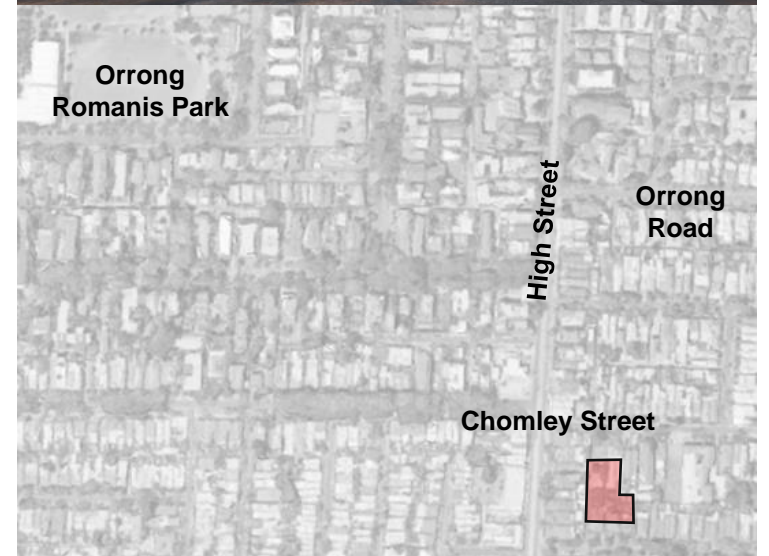 Orrong
Romanis Park
High Street
Orrong
Road
Chomley Street